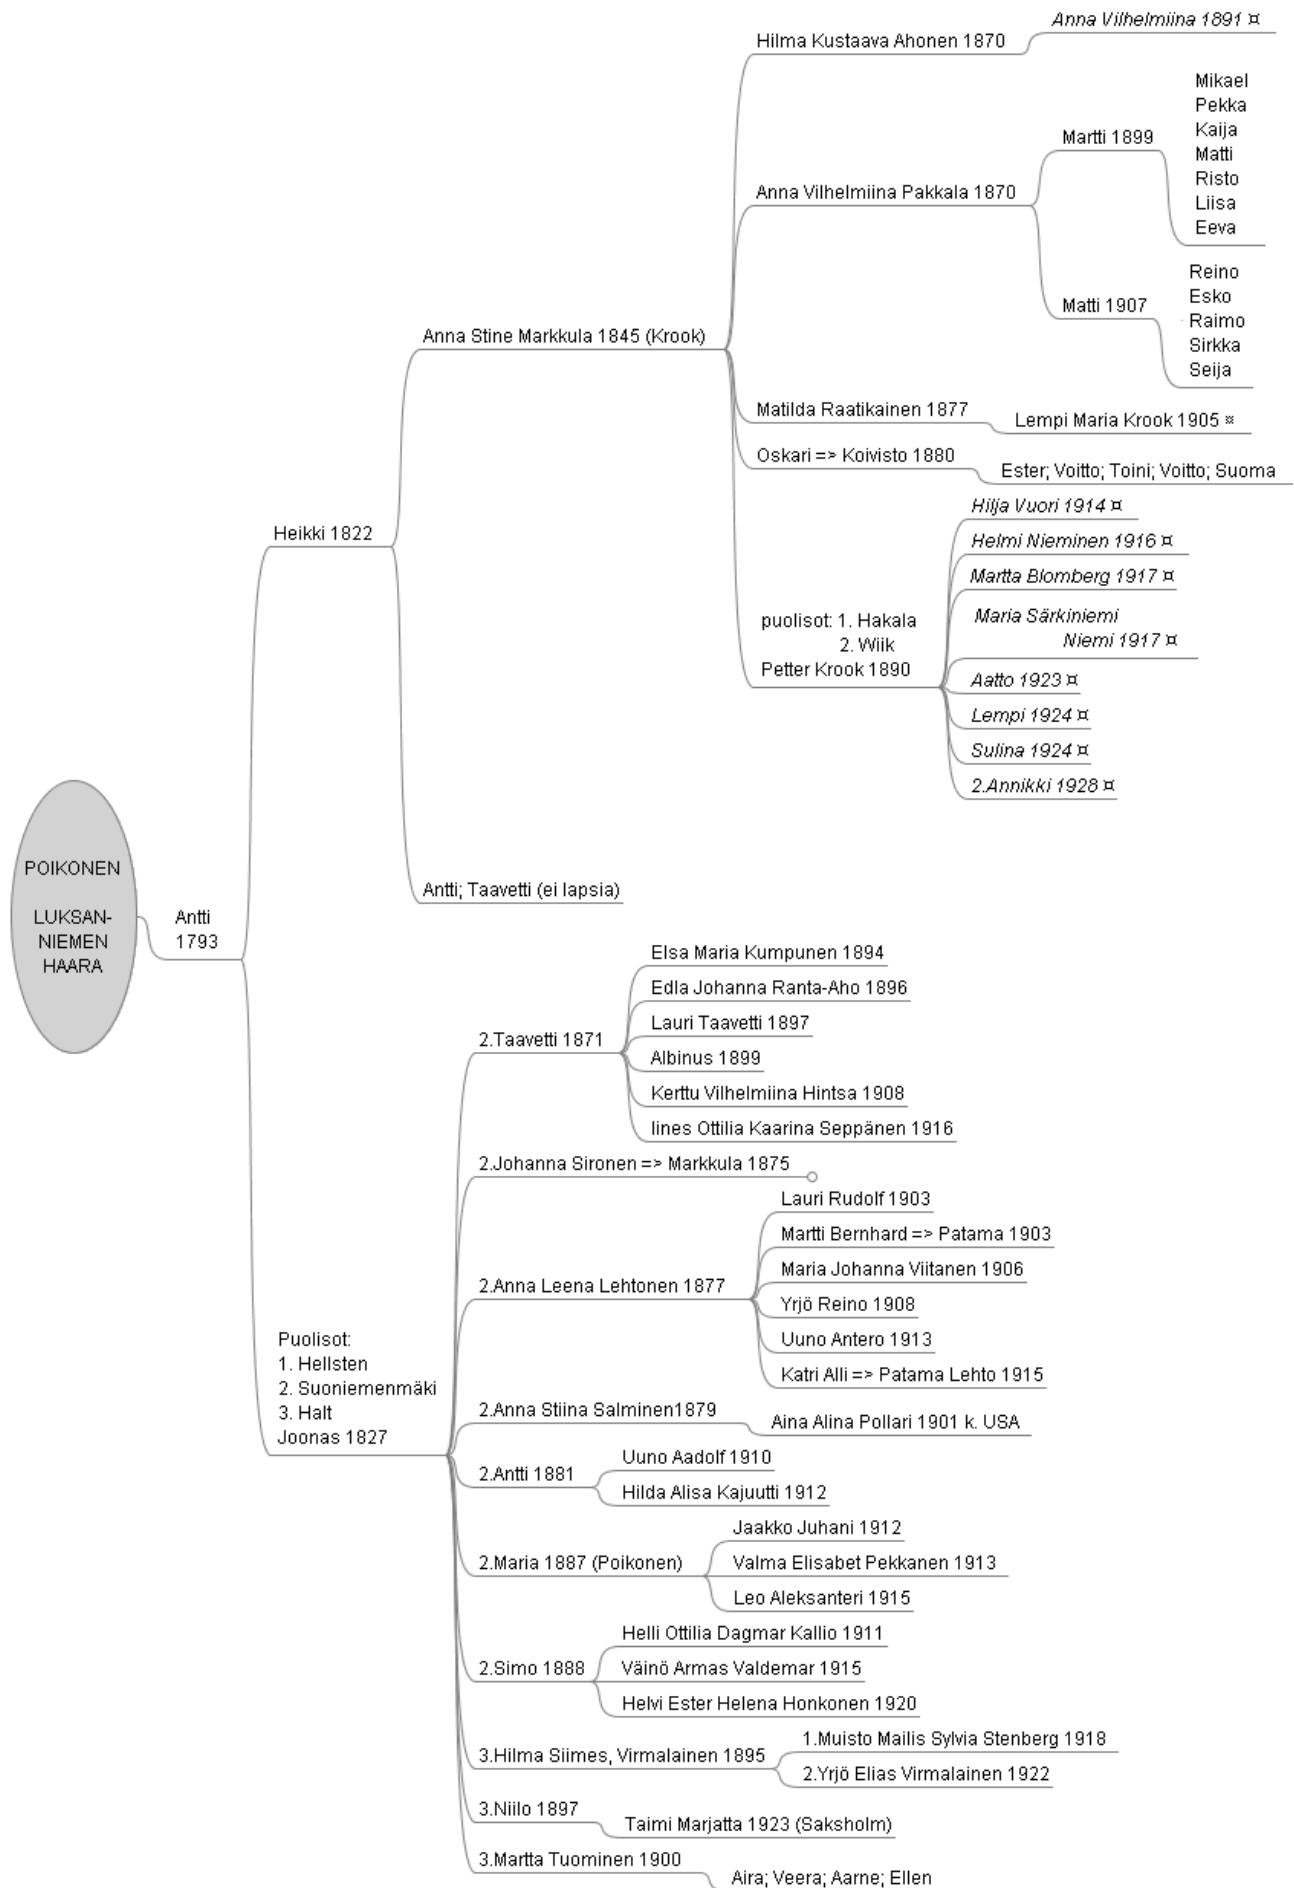 Anna Vilhelmiina 1891 ¤
Hilma Kustaava Ahonen 1870
Mikael
Pekka
Kaija
Matti
Risto
Liisa
Eeva
Martti 1899
Anna Vilhelmiina Pakkala 1870
Reino
Esko
Raimo
Sirkka
Seija
Matti 1907
Anna Stine Markkula 1845 (Krook)
Matilda Raatikainen 1877
Lempi Maria Krook 1905 ¤
Oskari => Koivisto 1880
Ester; Voitto; Toini; Voitto; Suoma
Hilja Vuori 1914 ¤
Heikki 1822
Helmi Nieminen 1916 ¤
Martta Blomberg 1917 ¤
puolisot: 1. Hakala
2. Wiik
Petter Krook 1890
Maria Särkiniemi
Niemi 1917 ¤
Aatto 1923 ¤
Lempi 1924 ¤
Sulina 1924 ¤
2.Annikki 1928 ¤
Antti; Taavetti (ei lapsia)
POIKONEN
LUKSAN-
NIEMEN
HAARA
Antti
1793
Elsa Maria Kumpunen 1894
Edla Johanna Ranta-Aho 1896
2.Taavetti 1871
Lauri Taavetti 1897
Albinus 1899
Kerttu Vilhelmiina Hintsa 1908
Iines Ottilia Kaarina Seppänen 1916
2.Johanna Sironen => Markkula 1875
Lauri Rudolf 1903
Martti Bernhard => Patama 1903
2.Anna Leena Lehtonen 1877
Maria Johanna Viitanen 1906
Yrjö Reino 1908
Uuno Antero 1913
Katri Alli => Patama Lehto 1915
Puolisot:
1. Hellsten
2. Suoniemenmäki
3. Halt
Joonas 1827
2.Anna Stiina Salminen1879
Aina Alina Pollari 1901 k. USA
2.Antti 1881
Uuno Aadolf 1910
Hilda Alisa Kajuutti 1912
2.Maria 1887 (Poikonen)
Jaakko Juhani 1912
Valma Elisabet Pekkanen 1913
Leo Aleksanteri 1915
2.Simo 1888
Helli Ottilia Dagmar Kallio 1911
Väinö Armas Valdemar 1915
Helvi Ester Helena Honkonen 1920
3.Hilma Siimes, Virmalainen 1895
1.Muisto Mailis Sylvia Stenberg 1918
2.Yrjö Elias Virmalainen 1922
3.Niilo 1897
Taimi Marjatta 1923 (Saksholm)
3.Martta Tuominen 1900
Aira; Veera; Aarne; Ellen